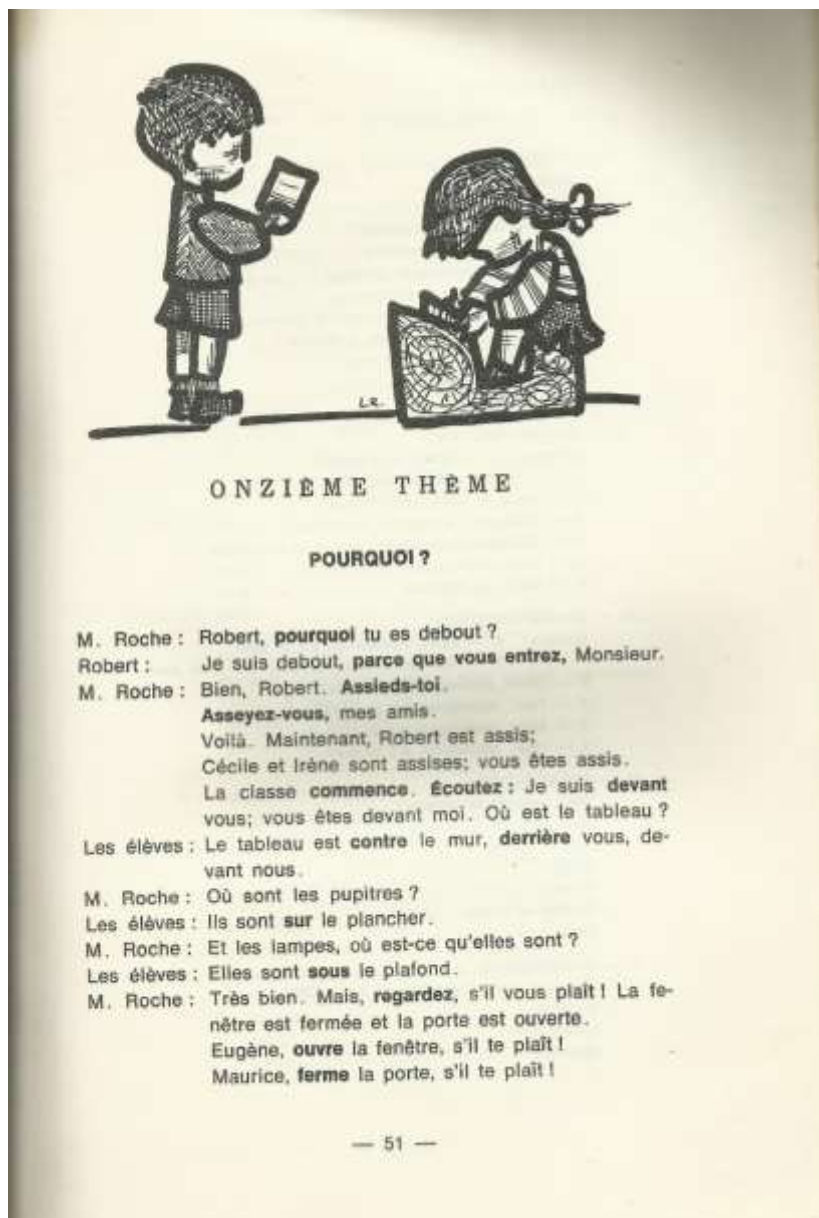 L.R.
ONZIÈME THÈME
POURQUOI ?
M. Roche : Robert, pourquoi tu es debout ?
Robert : Je suis debout, parce que vous entrez, Monsieur.
M. Roche : Bien, Robert. Assieds-toi.
Asseyez-vous, mes amis.
Voilà. Maintenant, Robert est assis;
Cécile et Irène sont assises; vous êtes assis.
La classe commence. Écoutez : Je suis devant
vous; vous êtes devant moi. Où est le tableau ?
Les élèves : Le tableau est contre le mur, derrière vous, de-
vant nous.
M. Roche : Où sont les pupitres ?
Les élèves : Ils sont sur le plancher.
M. Roche : Et les lampes, où est-ce qu'elles sont ?
Les élèves : Elles sont sous le plafond.
M. Roche : Très bien. Mais, regardez, s'il vous plaît ! La fe-
nêtre est fermée et la porte est ouverte.
Eugène, ouvre la fenêtre, s'il te plaît !
Maurice, ferme la porte, s'il te plaît !
— 51 —